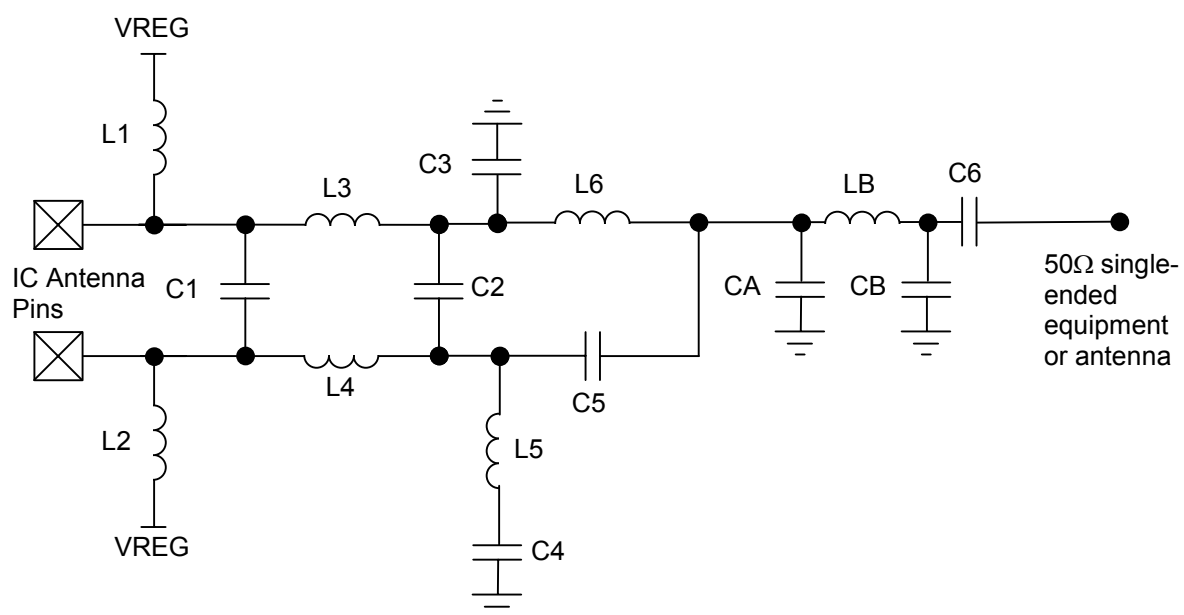 VREG
L1
C3
L3
L6
LB
C6
IC Antenna
Pins
C1
C2
CA
CB
50Ω single-
ended
equipment
or antenna
L4
C5
L2
L5
VREG
C4